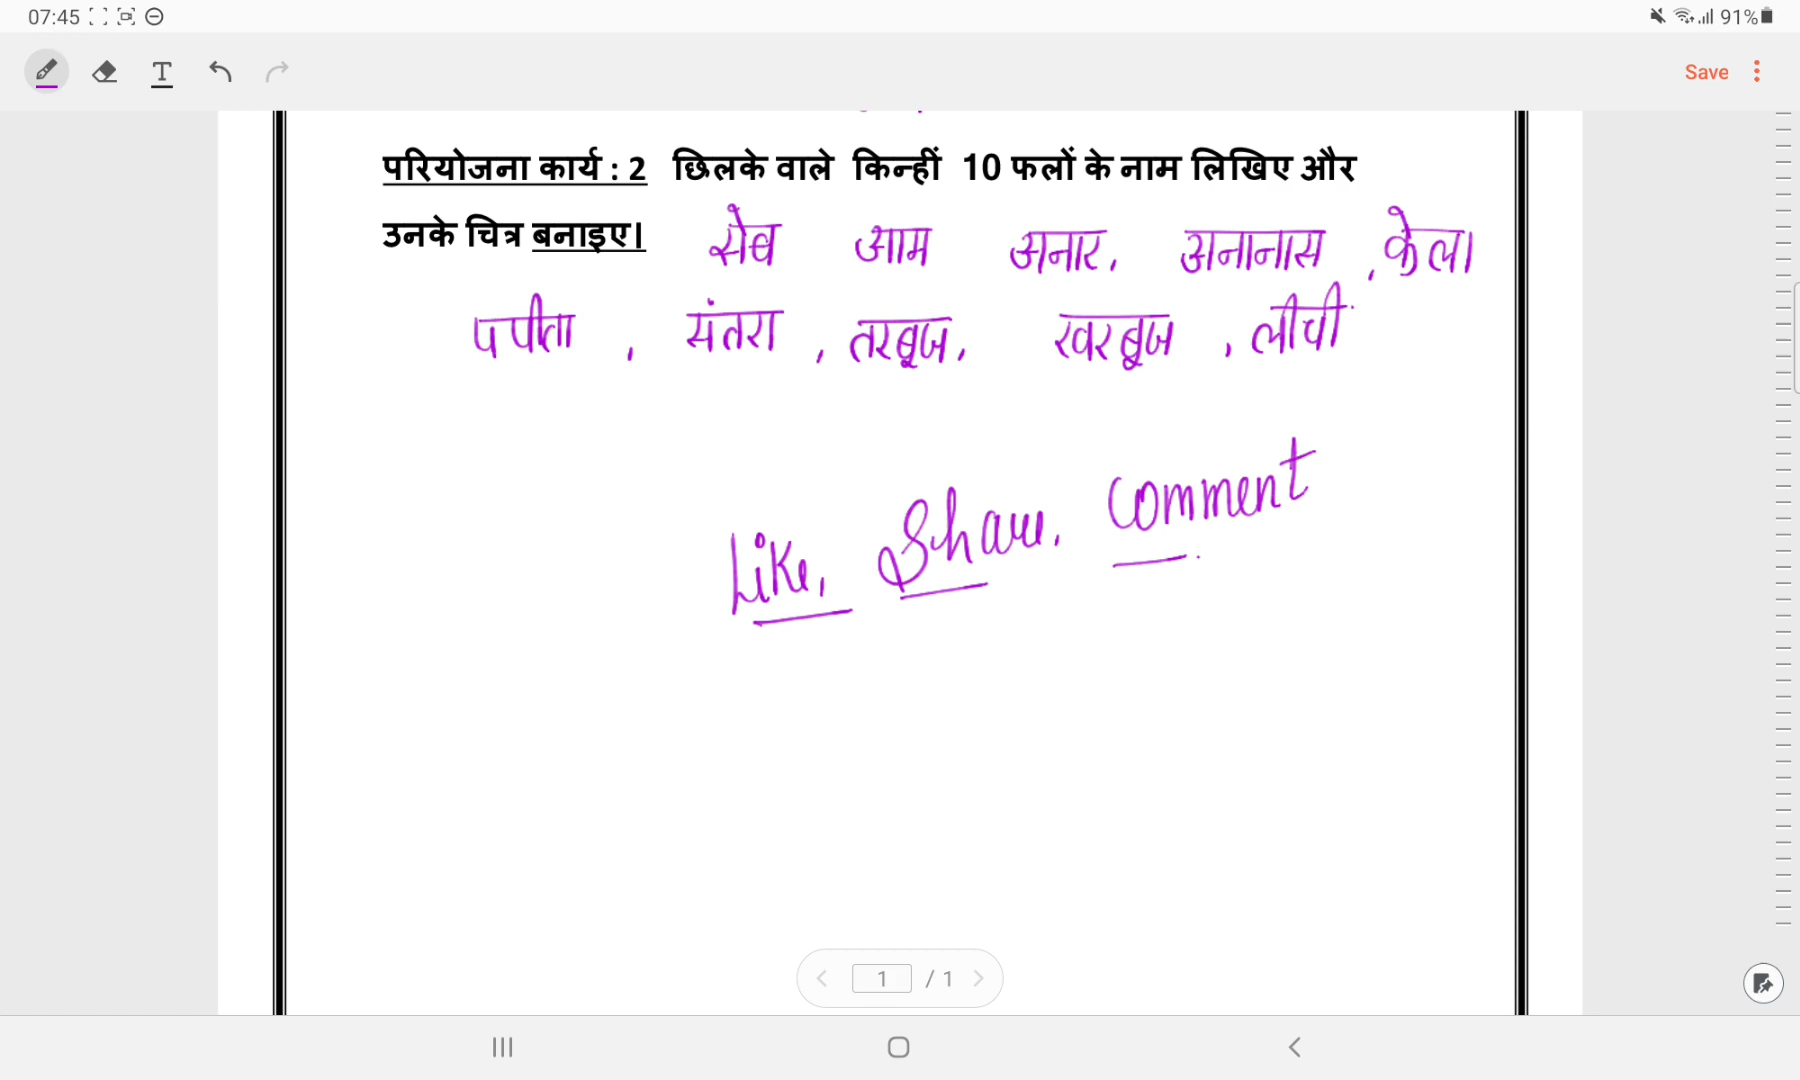 07:45 91%
T Save
परियोजना कार्य : 2 छिलके वाले किन्हीं 10 फलों के नाम लिखिए और
उनके चित्र बनाइए। सेब आम अनार, अनानास , केला
पपीता , संतरा , तरबूज, खरबूज , लीची
Like, Share, Comment
1 / 1